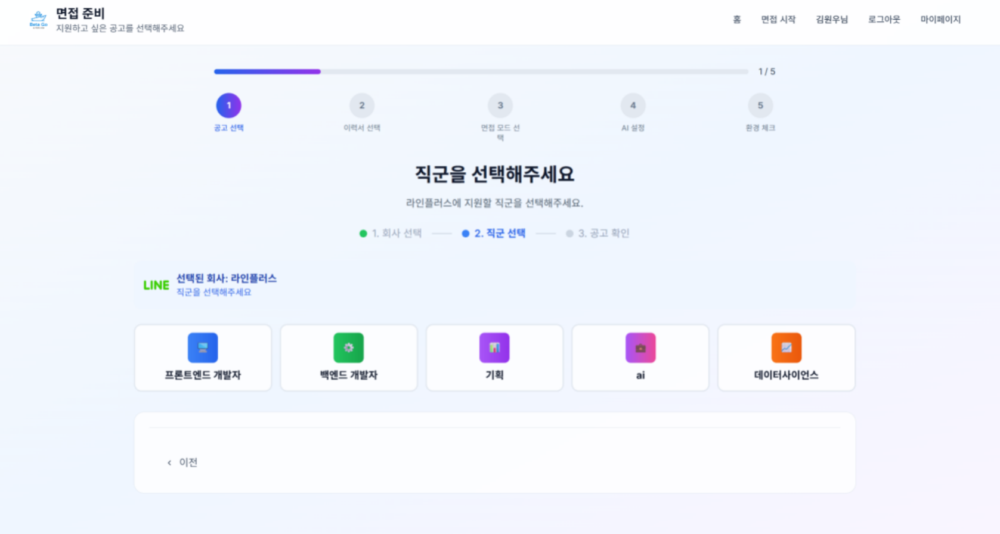 Beta Go
면접 준비
지원하고 싶은 공고를 선택해주세요
홈 면접 시작 김원우님 로그아웃 마이페이지
1 / 5
1 2 3 4 5
공고 선택 이력서 선택 면접 모드 선 AI 설정 환경 체크
택
직군을 선택해주세요
라인플러스에 지원할 직군을 선택해주세요.
1. 회사 선택 2. 직군 선택 3. 공고 확인
LINE
선택된 회사: 라인플러스
직군을 선택해주세요
프론트엔드 개발자 백엔드 개발자 기획 ai 데이터사이언스
‹ 이전